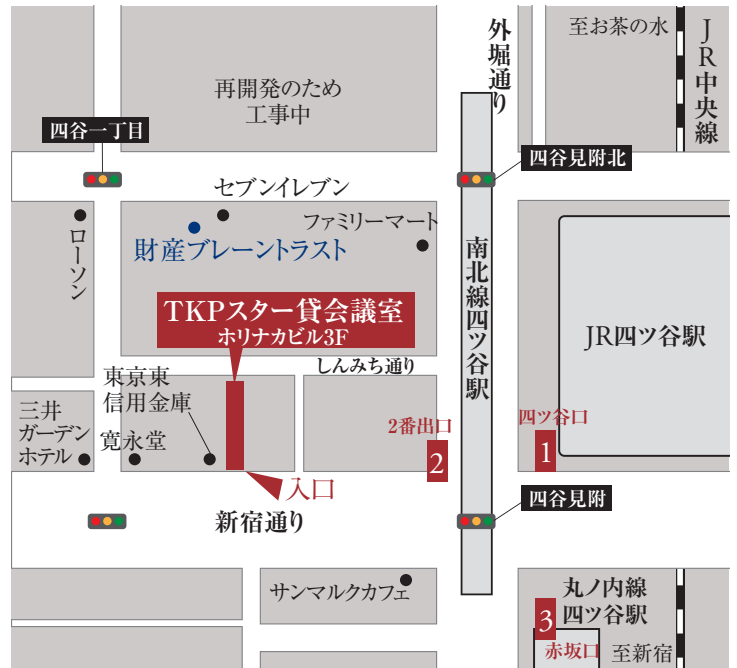 外堀通り
至お茶の水
JR中央線
再開発のため
工事中
四谷一丁目
四谷見附北
セブンイレブン
ファミリーマート
財産ブレーントラスト
ローソン
TKPスター貸会議室
ホリナカビル3F
南北線四ツ谷駅
JR四ツ谷駅
しんみち通り
東京東
信用金庫
三井
ガーデン
ホテル
寛永堂
2番出口
2
四ツ谷口
1
入口
新宿通り
四谷見附
サンマルクカフェ
丸ノ内線
四ツ谷駅
3
赤坂口
至新宿